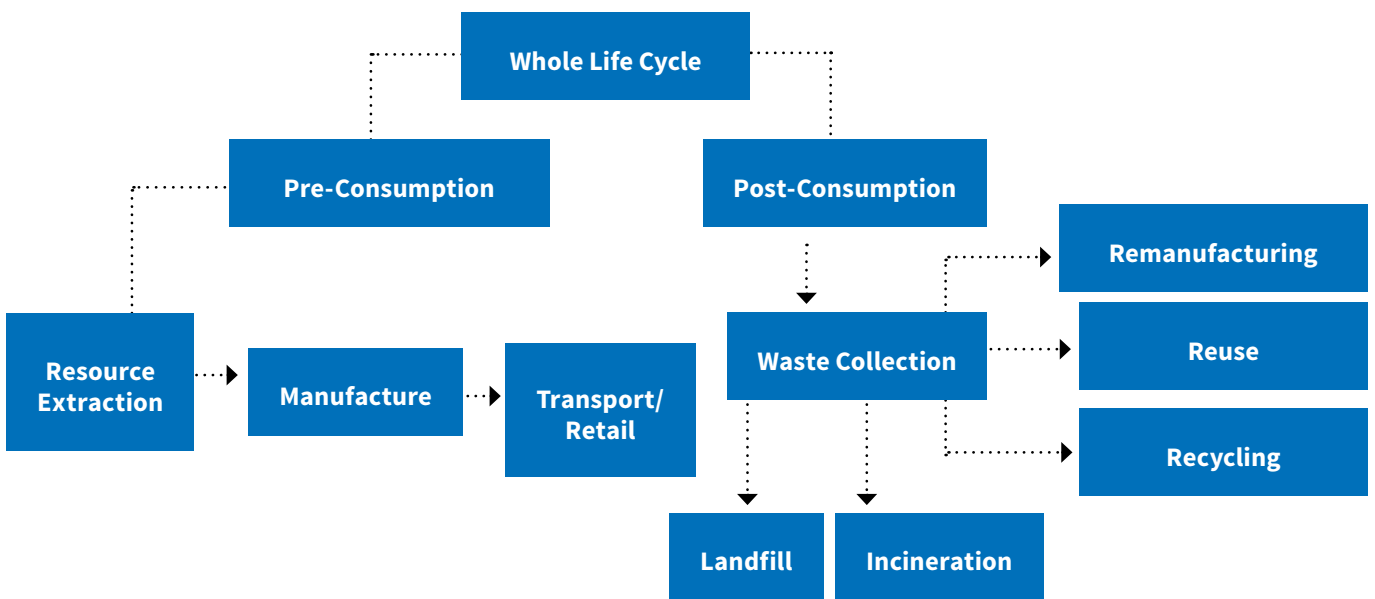 Whole Life Cycle
Pre-Consumption
Post-Consumption
Remanufacturing
Resource
Extraction
Manufacture
Transport/
Retail
Waste Collection
Reuse
Recycling
Landfill
Incineration